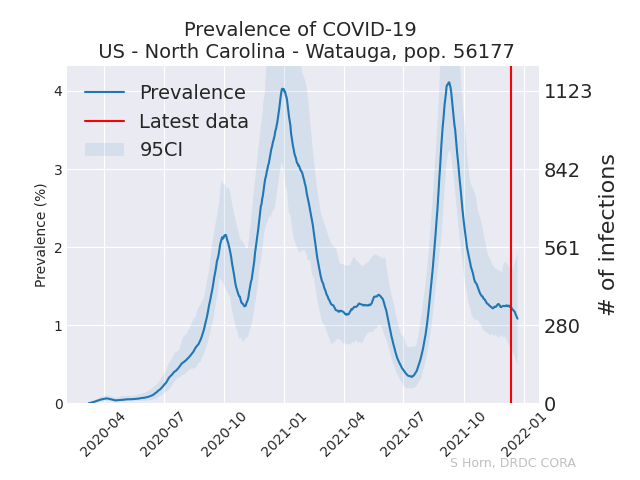 Prevalence of COVID-19
US - North Carolina - Watauga, pop. 56177
Prevalence
Latest data
95CI
Prevalence (%)
4
3
2
1
0
1123
842
561
280
0
# of infections
2020-04
2020-07
2020-10
2021-01
2021-04
2021-07
2021-10
2022-01
S Horn, DRDC CORA